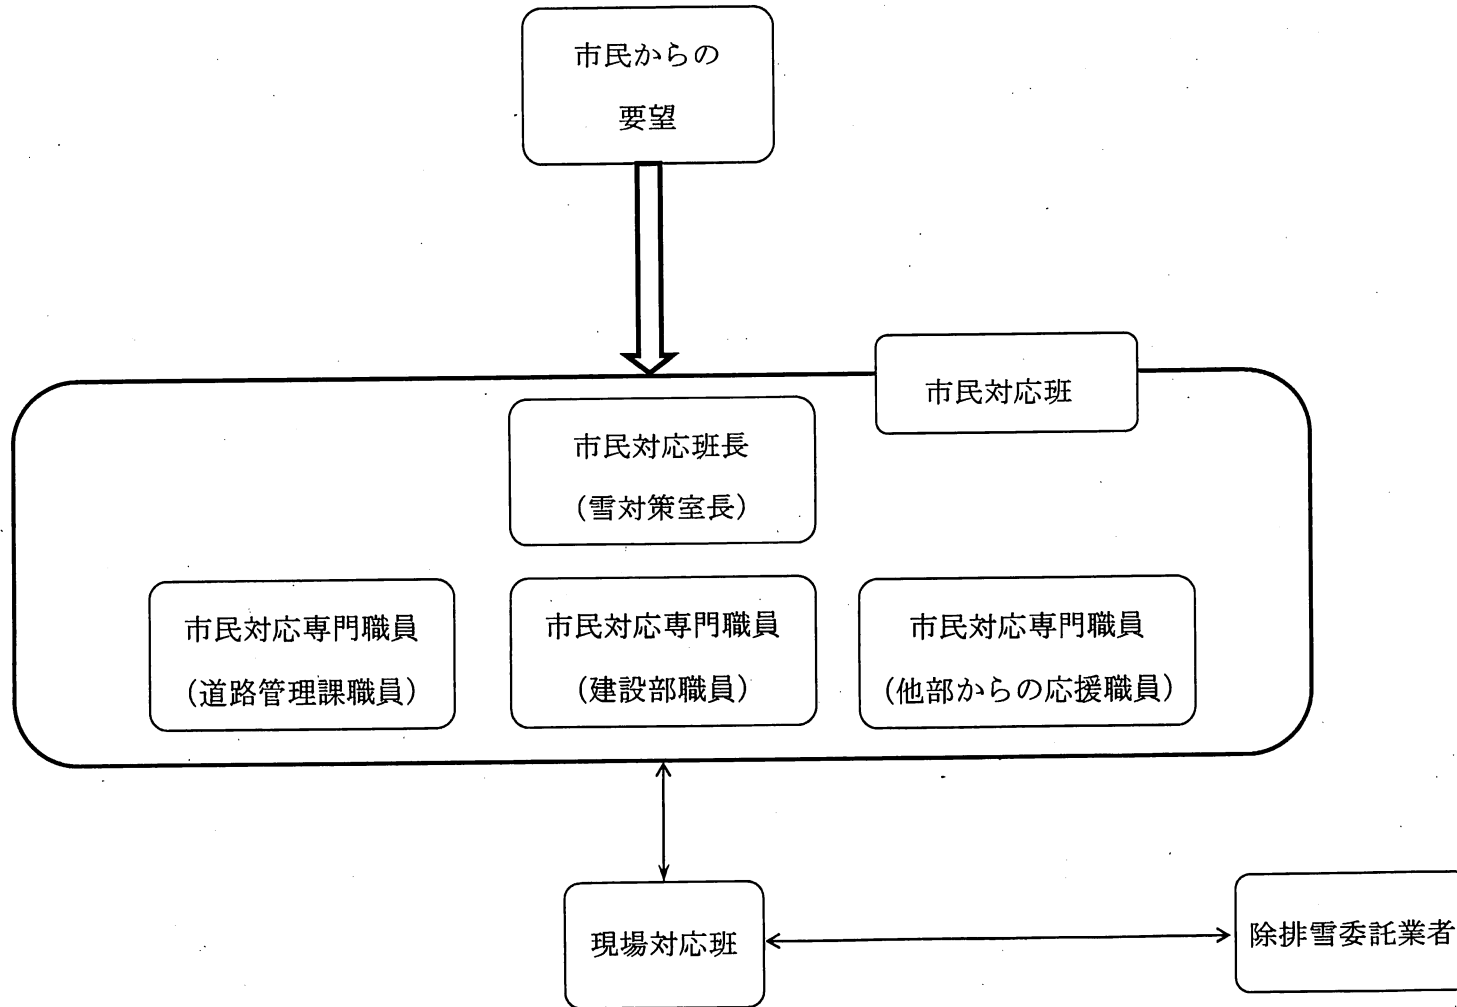 市民からの
要望
市民対応班
市民対応班長
(雪対策室長)
市民対応専門職員
(道路管理課職員)
市民対応専門職員
(建設部職員)
市民対応専門職員
(他部からの応援職員)
現場対応班
除排雪委託業者